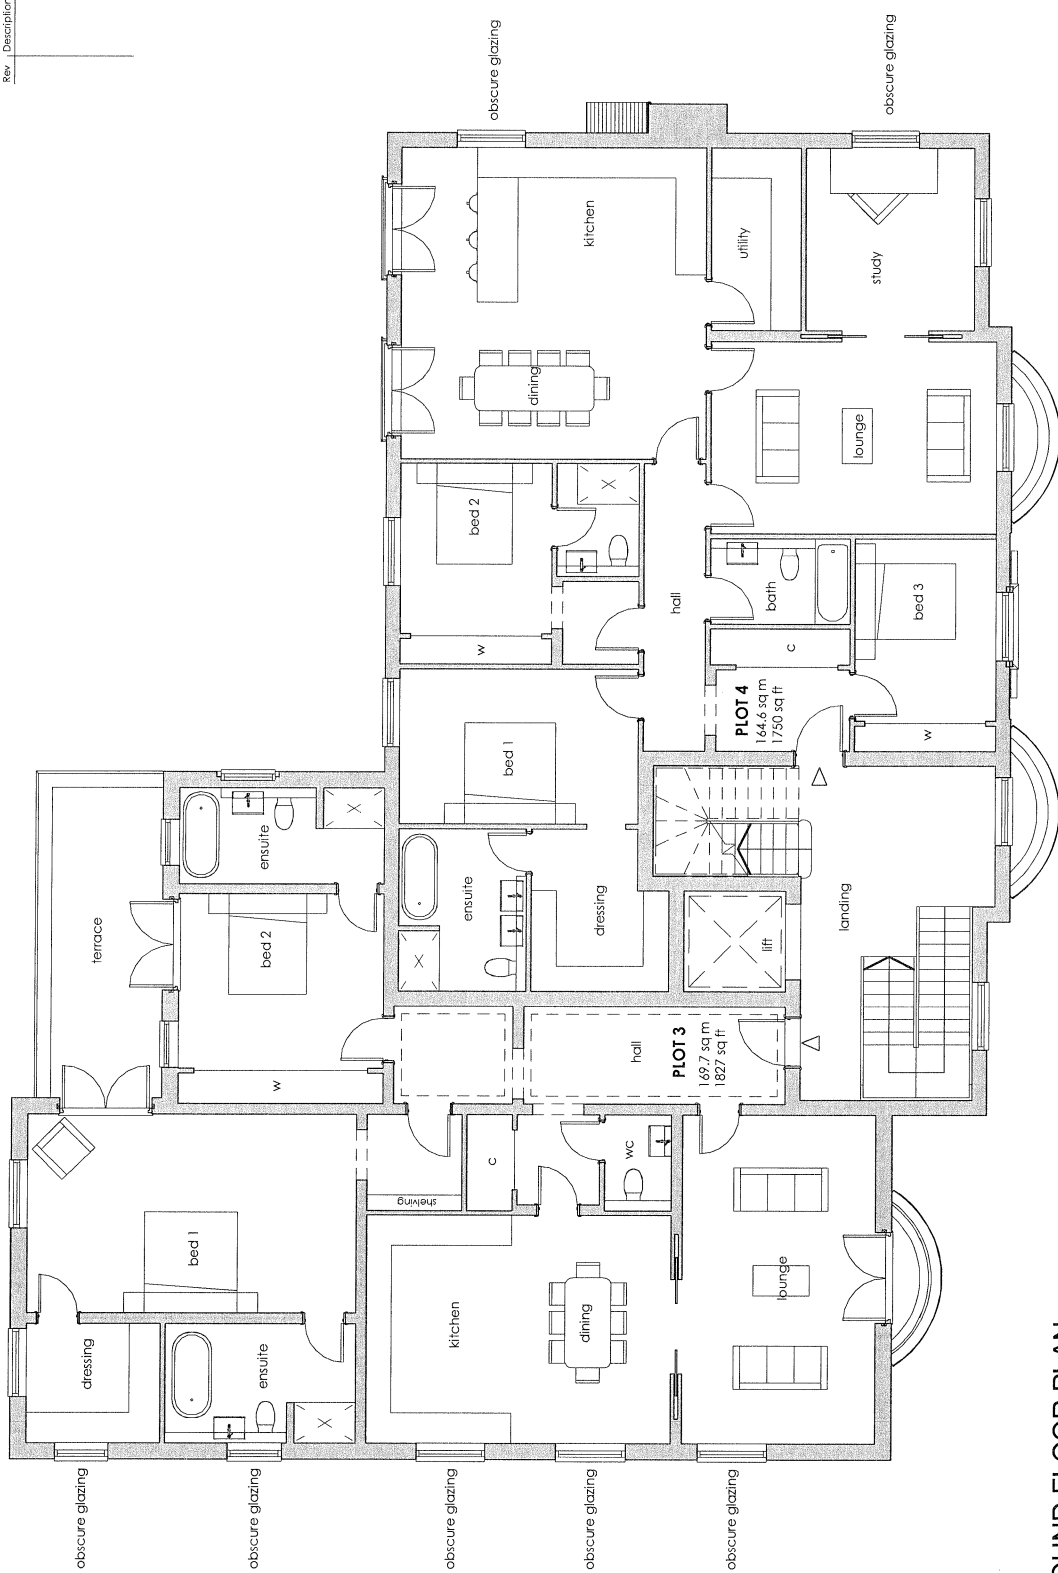 Rev Description
obscure glazing
obscure glazing
kitchen
utility
study
dining
lounge
bed 2
hall
bath
bed 3
w
c
PLOT 4
164.6 sq m
1750 sq ft
w
bed 1
ensuite
dressing
lift
landing
terrace
ensuite
bed 2
w
hall
PLOT 3
169.7 sq m
1827 sq ft
shelving
c
wc
bed 1
dressing
ensuite
kitchen
dining
lounge
obscure glazing
obscure glazing
obscure glazing
obscure glazing
obscure glazing
FLOOR PLAN